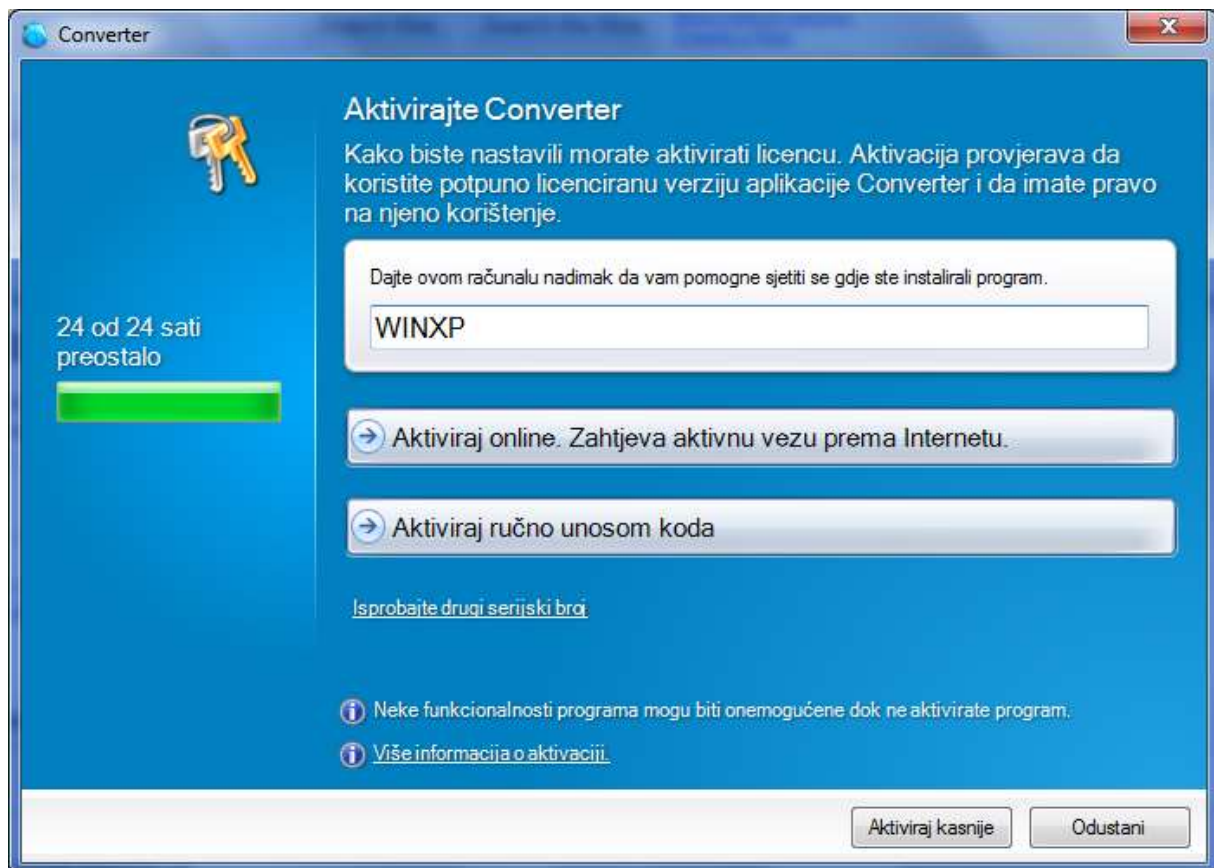 Converter
Aktivirajte Converter
Kako biste nastavili morate aktivirati licencu. Aktivacija provjerava da
koristite potpuno licenciranu verziju aplikacije Converter i da imate pravo
na njeno korištenje.
Dajte ovom računalu nadimak da vam pomogne sjetiti se gdje ste instalirali program.
WINXP
24 od 24 sati
preostalo
Aktiviraj online. Zahtjeva aktivnu vezu prema Internetu.
Aktiviraj ručno unosom koda
Isprobajte drugi serijski broj
Neke funkcionalnosti programa mogu biti onemogućene dok ne aktivirate program.
Više informacija o aktivaciji.
Aktiviraj kasnije
Odustani